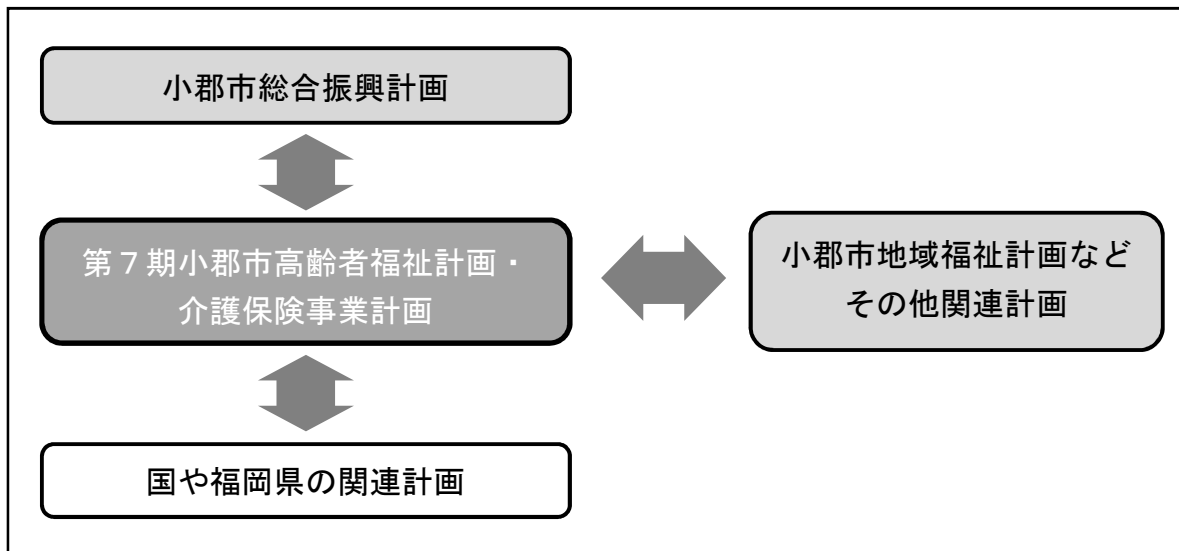 小郡市総合振興計画
第７期小郡市高齢者福祉計画・
介護保険事業計画
小郡市地域福祉計画など
その他関連計画
国や福岡県の関連計画